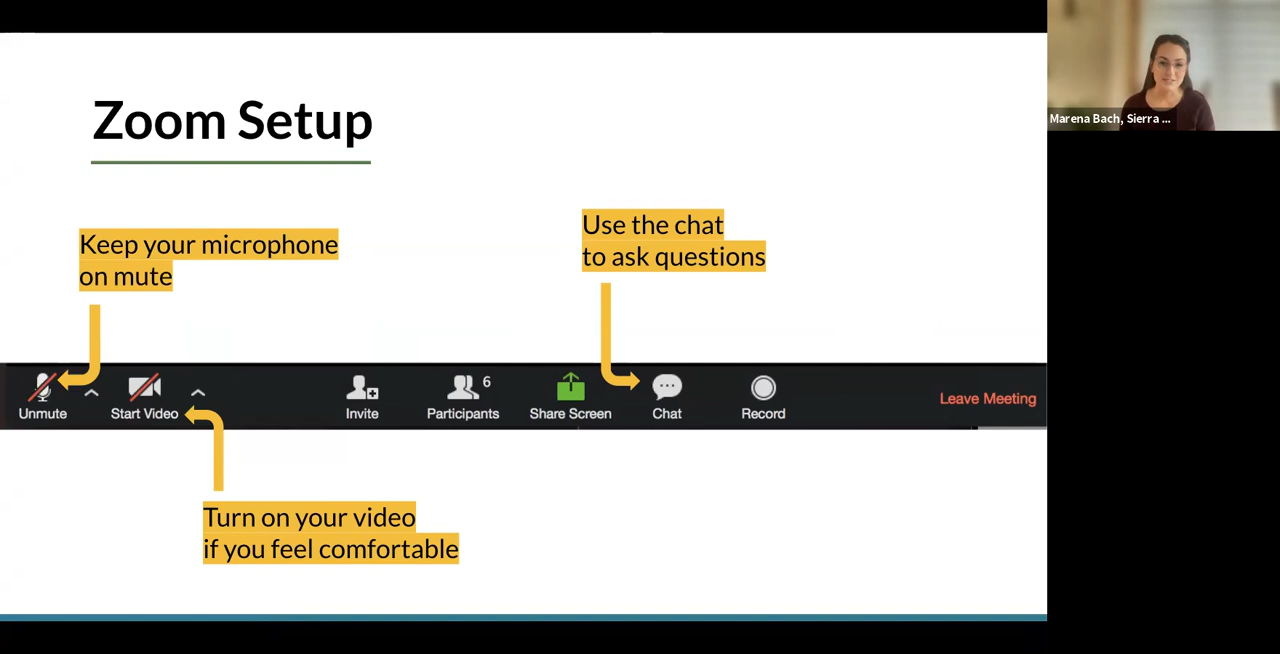 Zoom Setup
Marena Bach, Sierra ...
Keep your microphone
on mute
Use the chat
to ask questions
Unmute
Start Video
Invite
6
Participants
Share Screen
Chat
Record
Leave Meeting
Turn on your video
if you feel comfortable